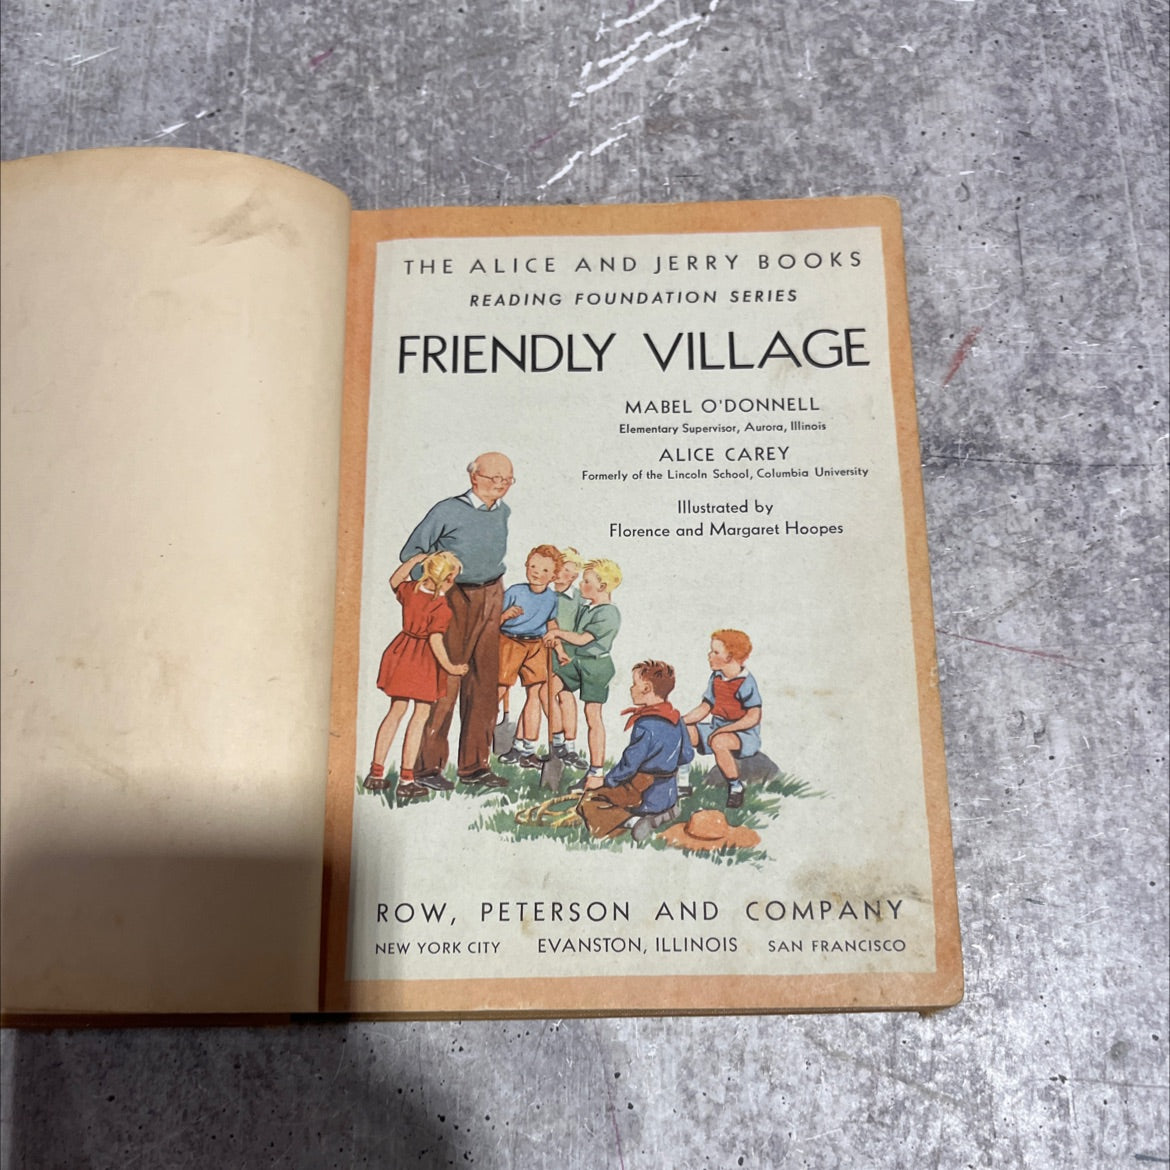 THE ALICE AND JERRY BOOKS
READING FOUNDATION SERIES
FRIENDLY VILLAGE
MABEL O'DONNELL
Elementary Supervisor, Aurora, Illinois
ALICE CAREY
Formerly of the Lincoln School, Columbia University
Illustrated by
Florence and Margaret Hoopes
ROW, PETERSON AND COMPANY
NEW YORK CITY EVANSTON, ILLINOIS SAN FRANCISCO